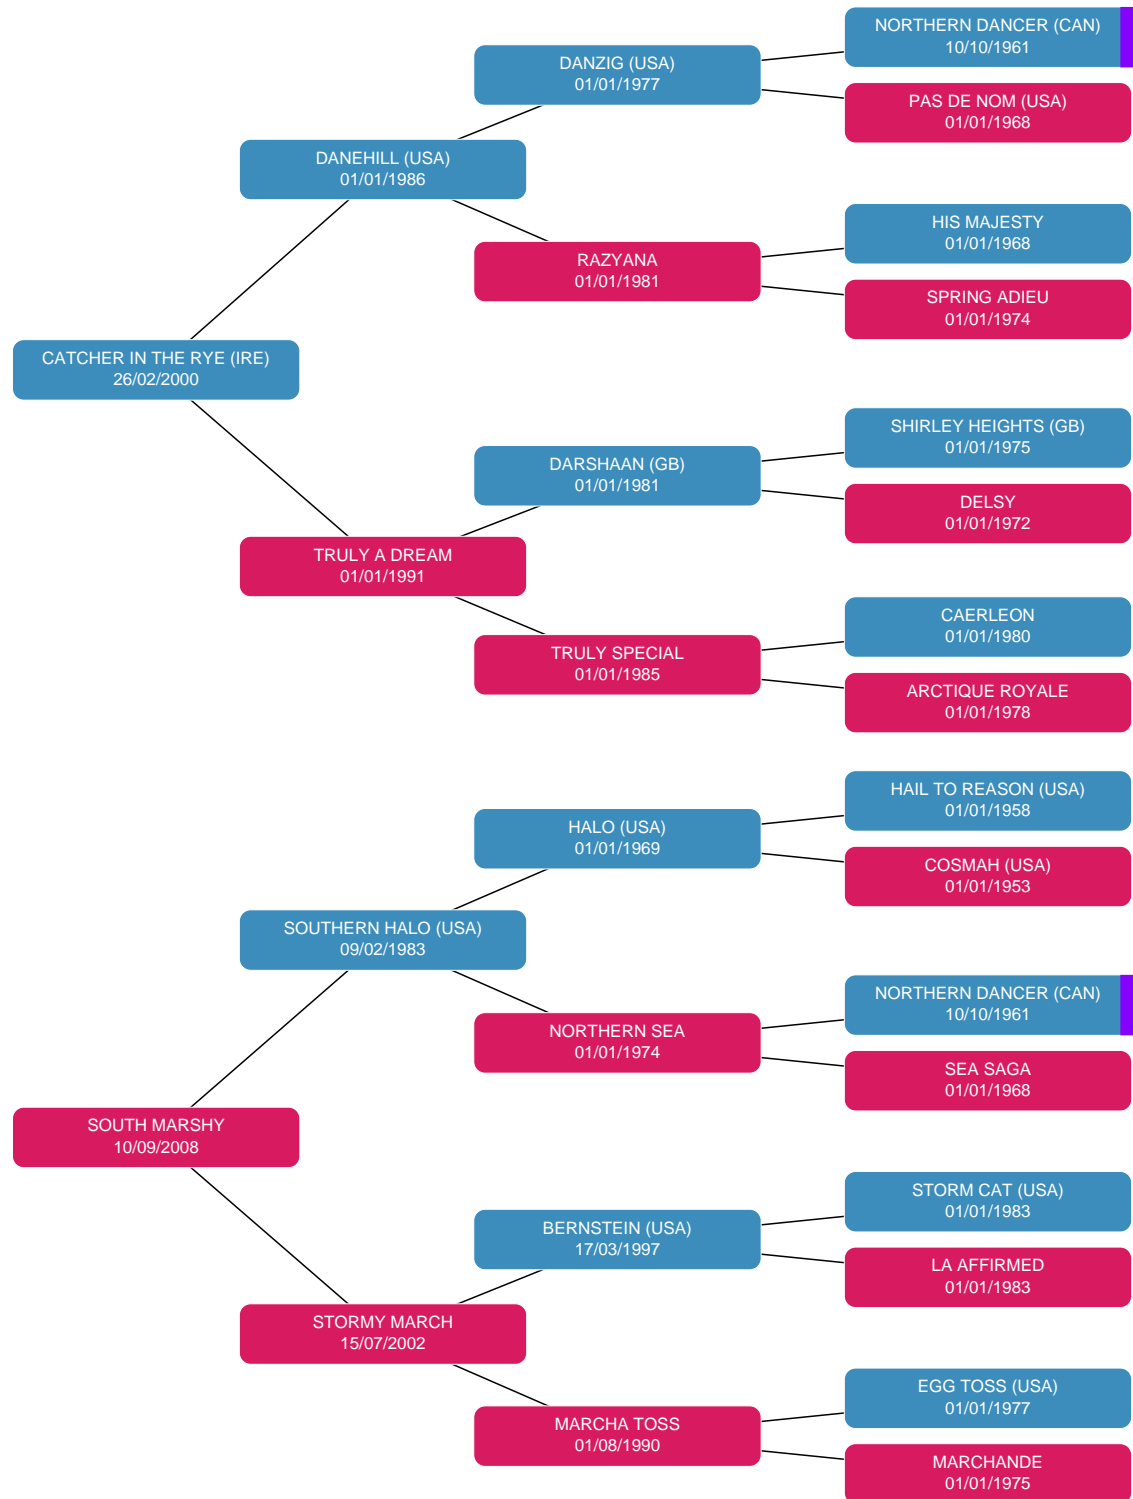 NORTHERN DANCER (CAN)
10/10/1961
DANZIG (USA)
01/01/1977
PAS DE NOM (USA)
01/01/1968
DANEHILL (USA)
01/01/1986
HIS MAJESTY
01/01/1968
RAZYANA
01/01/1981
SPRING ADIEU
01/01/1974
CATCHER IN THE RYE (IRE)
26/02/2000
SHIRLEY HEIGHTS (GB)
01/01/1975
DARSHAAN (GB)
01/01/1981
DELSY
01/01/1972
TRULY A DREAM
01/01/1991
CAERLEON
01/01/1980
TRULY SPECIAL
01/01/1985
ARCTIQUE ROYALE
01/01/1978
HAIL TO REASON (USA)
01/01/1958
HALO (USA)
01/01/1969
COSMAH (USA)
01/01/1953
SOUTHERN HALO (USA)
09/02/1983
NORTHERN DANCER (CAN)
10/10/1961
NORTHERN SEA
01/01/1974
SEA SAGA
01/01/1968
SOUTH MARSHY
10/09/2008
STORM CAT (USA)
01/01/1983
BERNSTEIN (USA)
17/03/1997
LA AFFIRMED
01/01/1983
STORMY MARCH
15/07/2002
EGG TOSS (USA)
01/01/1977
MARCHA TOSS
01/08/1990
MARCHANDE
01/01/1975